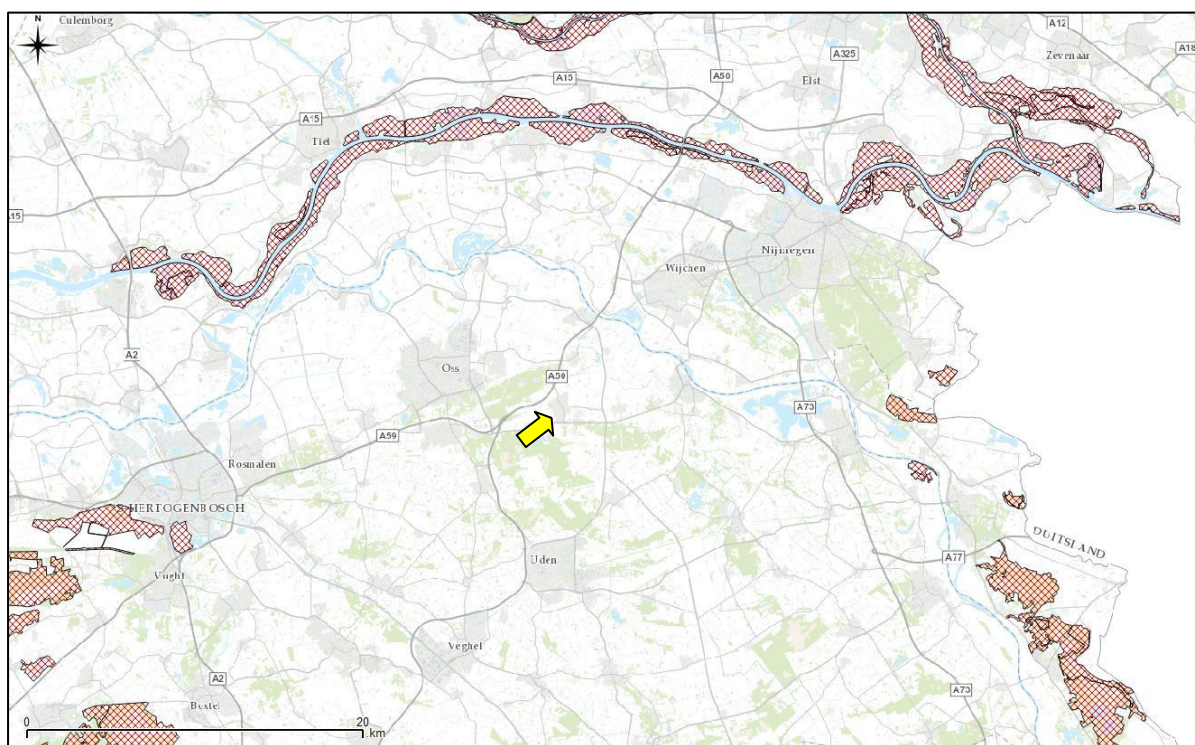 N
Culemborg
A12
A325
Zevenaar
A18
A15
A50
Elst
A15
Tiel
A15
Nijmegen
Wijchen
A2
Oss
A50
A73
A59
Rosmalen
'S-HERTOGENBOSCH
DUITSLAND
Vught
Uden
A77
Veghel
A73
A2
Boxtel
0
20
km